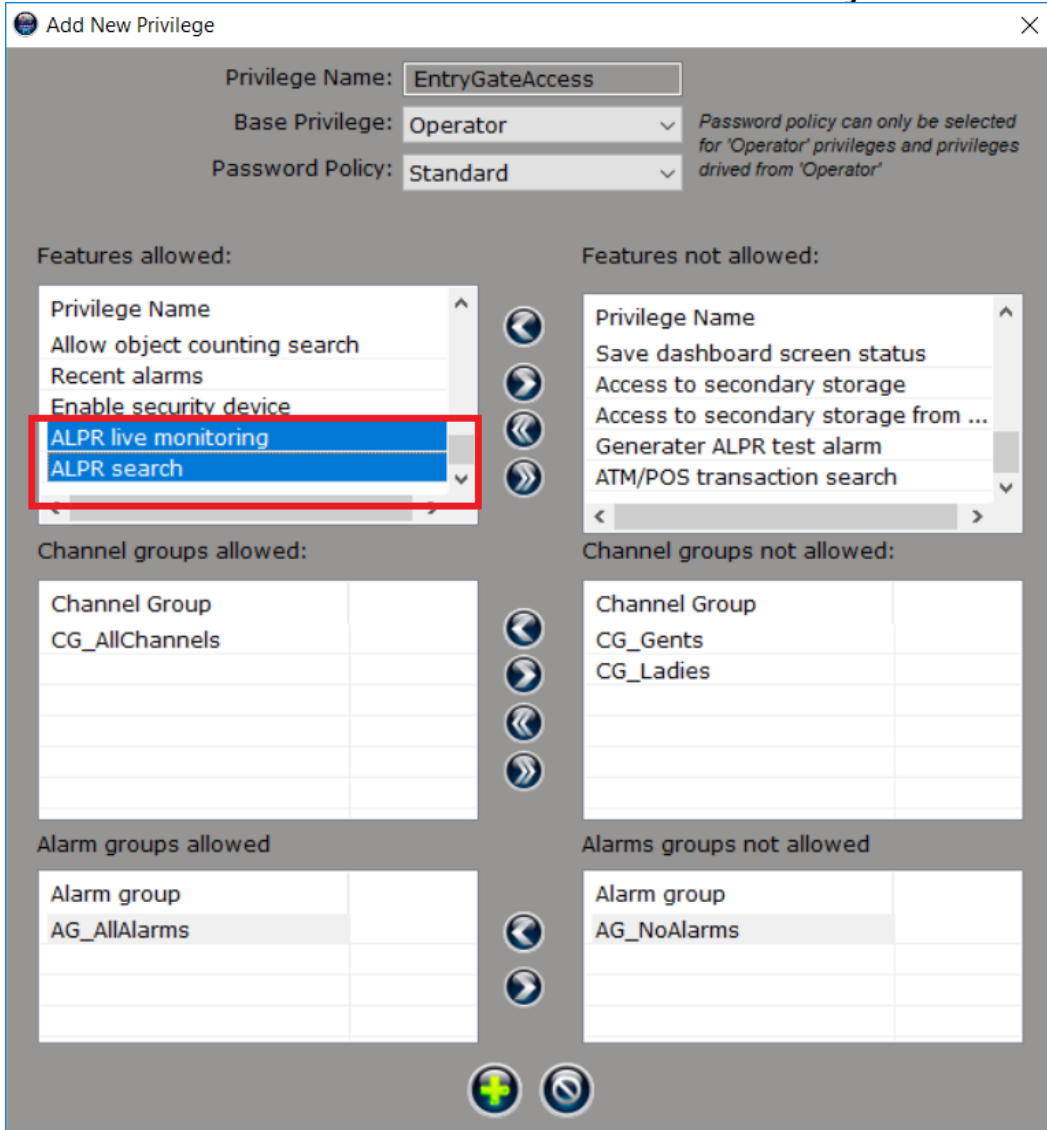 Add New Privilege
Privilege Name: EntryGateAccess
Base Privilege: Operator
Password Policy: Standard
Password policy can only be selected
for 'Operator' privileges and privileges
drived from 'Operator'
Features allowed:
Privilege Name
Allow object counting search
Recent alarms
Enable security device
ALPR live monitoring
ALPR search
Features not allowed:
Privilege Name
Save dashboard screen status
Access to secondary storage
Access to secondary storage from ...
Generater ALPR test alarm
ATM/POS transaction search
Channel groups allowed:
Channel Group
CG_AllChannels
Channel groups not allowed:
Channel Group
CG_Gents
CG_Ladies
Alarm groups allowed
Alarm group
AG_AllAlarms
Alarms groups not allowed
Alarm group
AG_NoAlarms